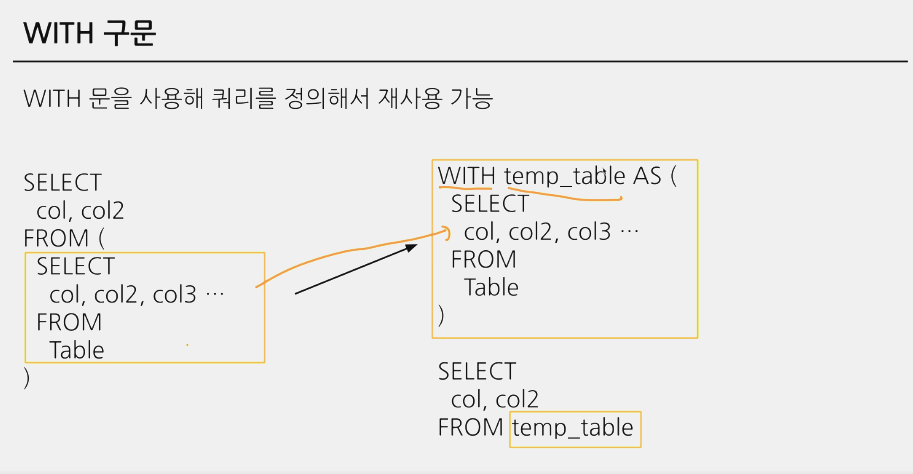 WITH 구문
WITH 문을 사용해 쿼리를 정의해서 재사용 가능
SELECT
col, col2
FROM (
SELECT
col, col2, col3 ⋯
FROM
Table
)
WITH temp_table AS (
SELECT
col, col2, col3 ⋯
FROM
Table
)
SELECT
col, col2
FROM temp_table